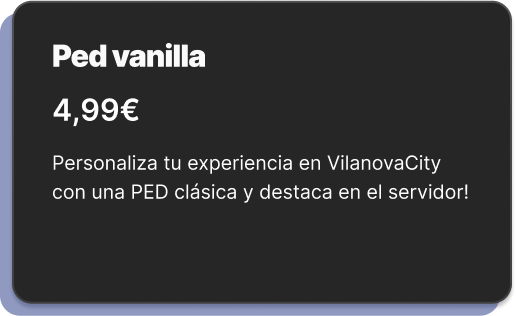 Ped vanilla
4,99€
Personaliza tu experiencia en VilanovaCity
con una PED clásica y destaca en el servidor!